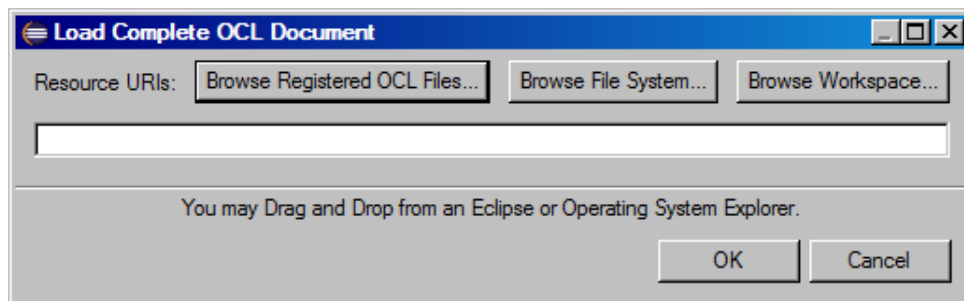 Load Complete OCL Document
Resource URIs: Browse Registered OCL Files... Browse File System... Browse Workspace...
You may Drag and Drop from an Eclipse or Operating System Explorer.
OK Cancel